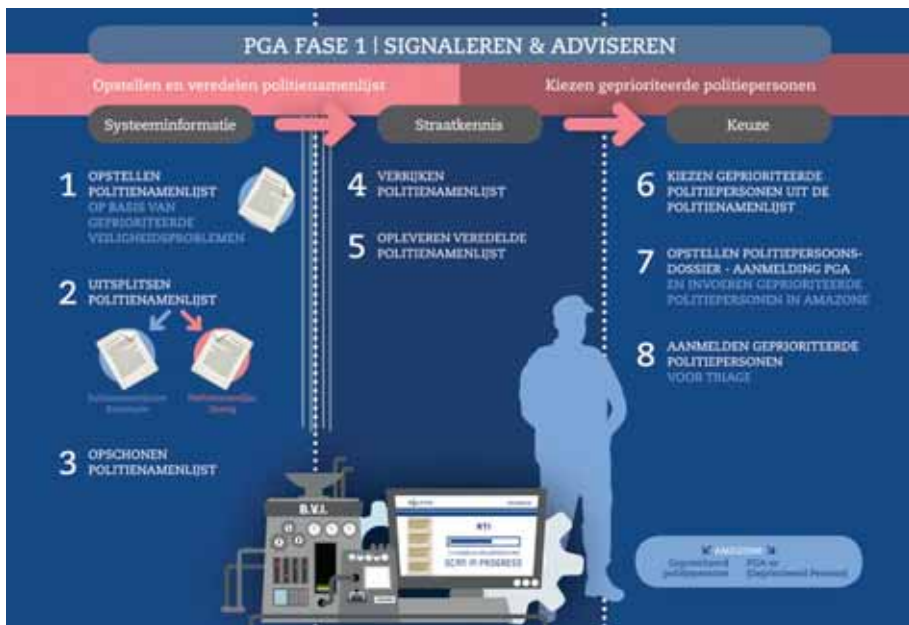 PGA FASE 1 | SIGNALEREN & ADVISEREN
Opstellen en veredelen politienamenlijst
Kiezen geprioriteerde politiepersonen
Systeeminformatie
Straatkennis
Keuze
1 OPSTELLEN
POLITIENAMENLIJST
OP BASIS VAN
GEPRIORITEERDE
VEILIGHEIDSPROBLEMEN
2 UITSPLITSEN
POLITIENAMENLIJST
3 OPSCHONEN
POLITIENAMENLIJST
4 VERRIJKEN
POLITIENAMENLIJST
5 OPLEVEREN VEREDELDE
POLITIENAMENLIJST
6 KIEZEN GEPRIORITEERDE
POLITIEPERSONEN UIT DE
POLITIENAMENLIJST
7 OPSTELLEN POLITIEPERSOONS-
DOSSIER - AANMELDING PGA
EN INVOEREN GEPRIORITEERDE
POLITIEPERSONEN IN AMAZONE
8 AANMELDEN GEPRIORITEERDE
POLITIEPERSONEN
VOOR TRIAGE
B.V.I.
RTI
SCAN IN PROGRESS
AMAZONE